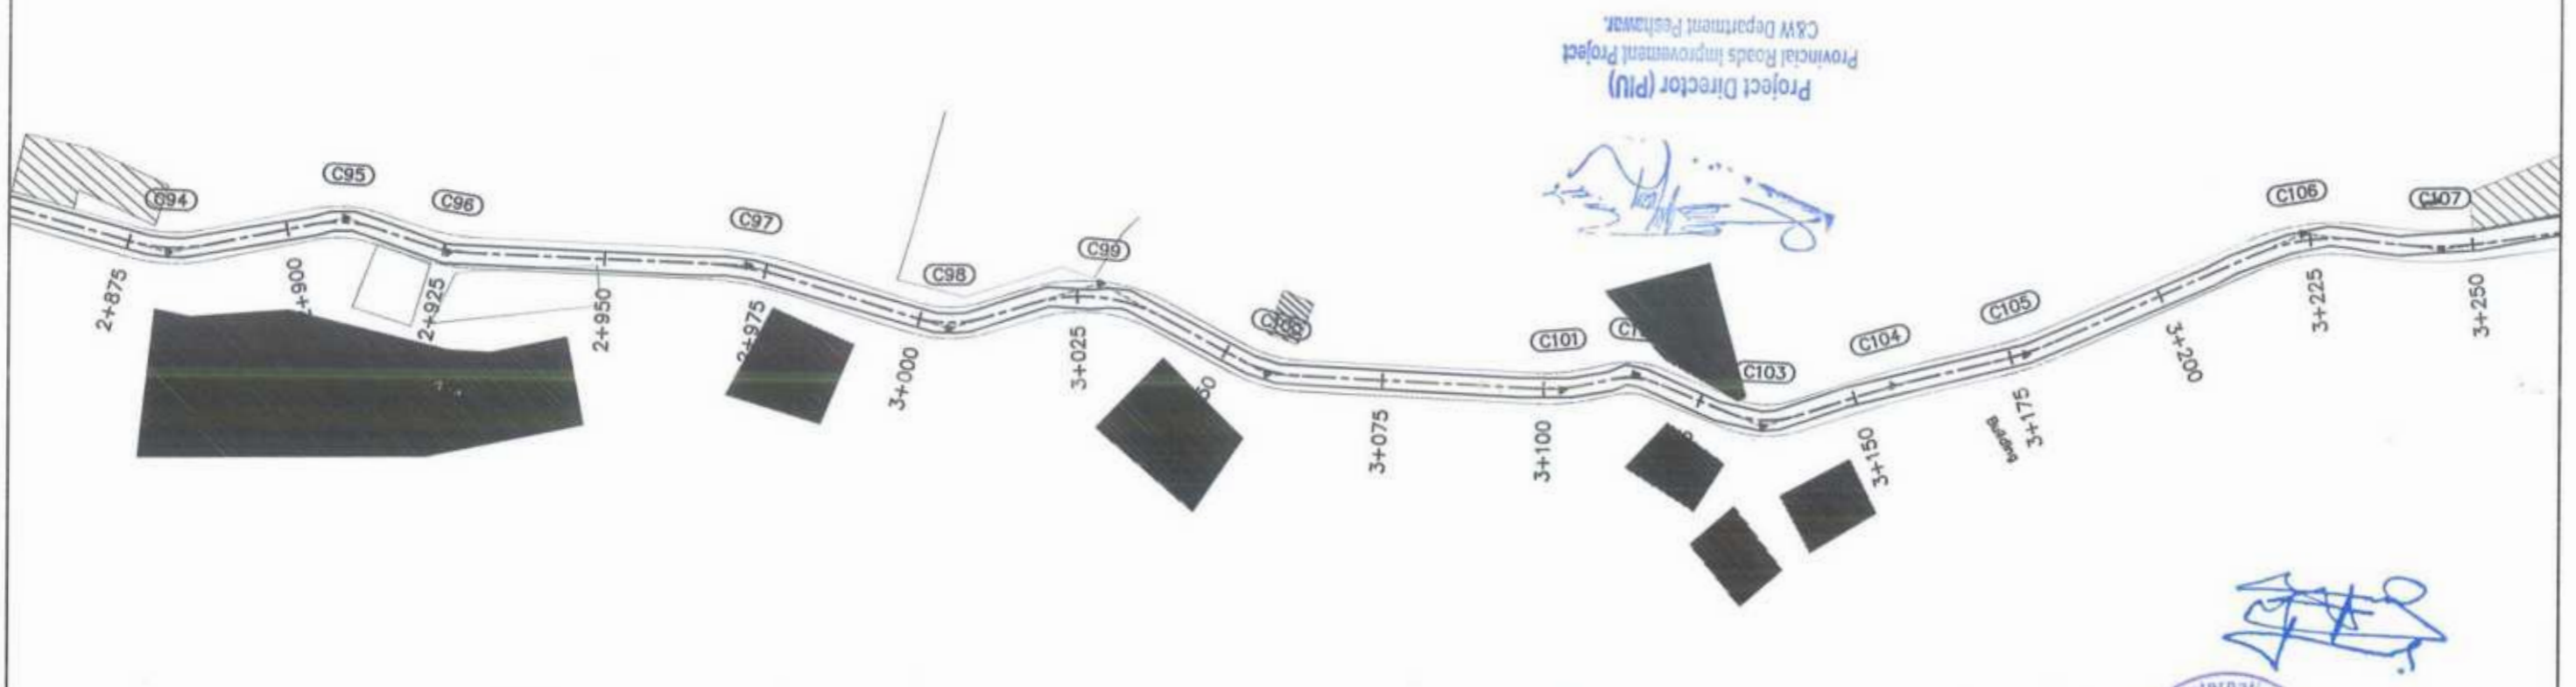 C&W Department Peshawar.
Provincial Roads Improvement Project
Project Director (PIU)
C94
C95
C96
C97
C98
C99
C101
C103
C104
C105
C106
C107
2+875
2+900
2+925
2+950
2+975
3+000
3+025
3+075
3+100
3+150
3+175
Building
3+200
3+225
3+250